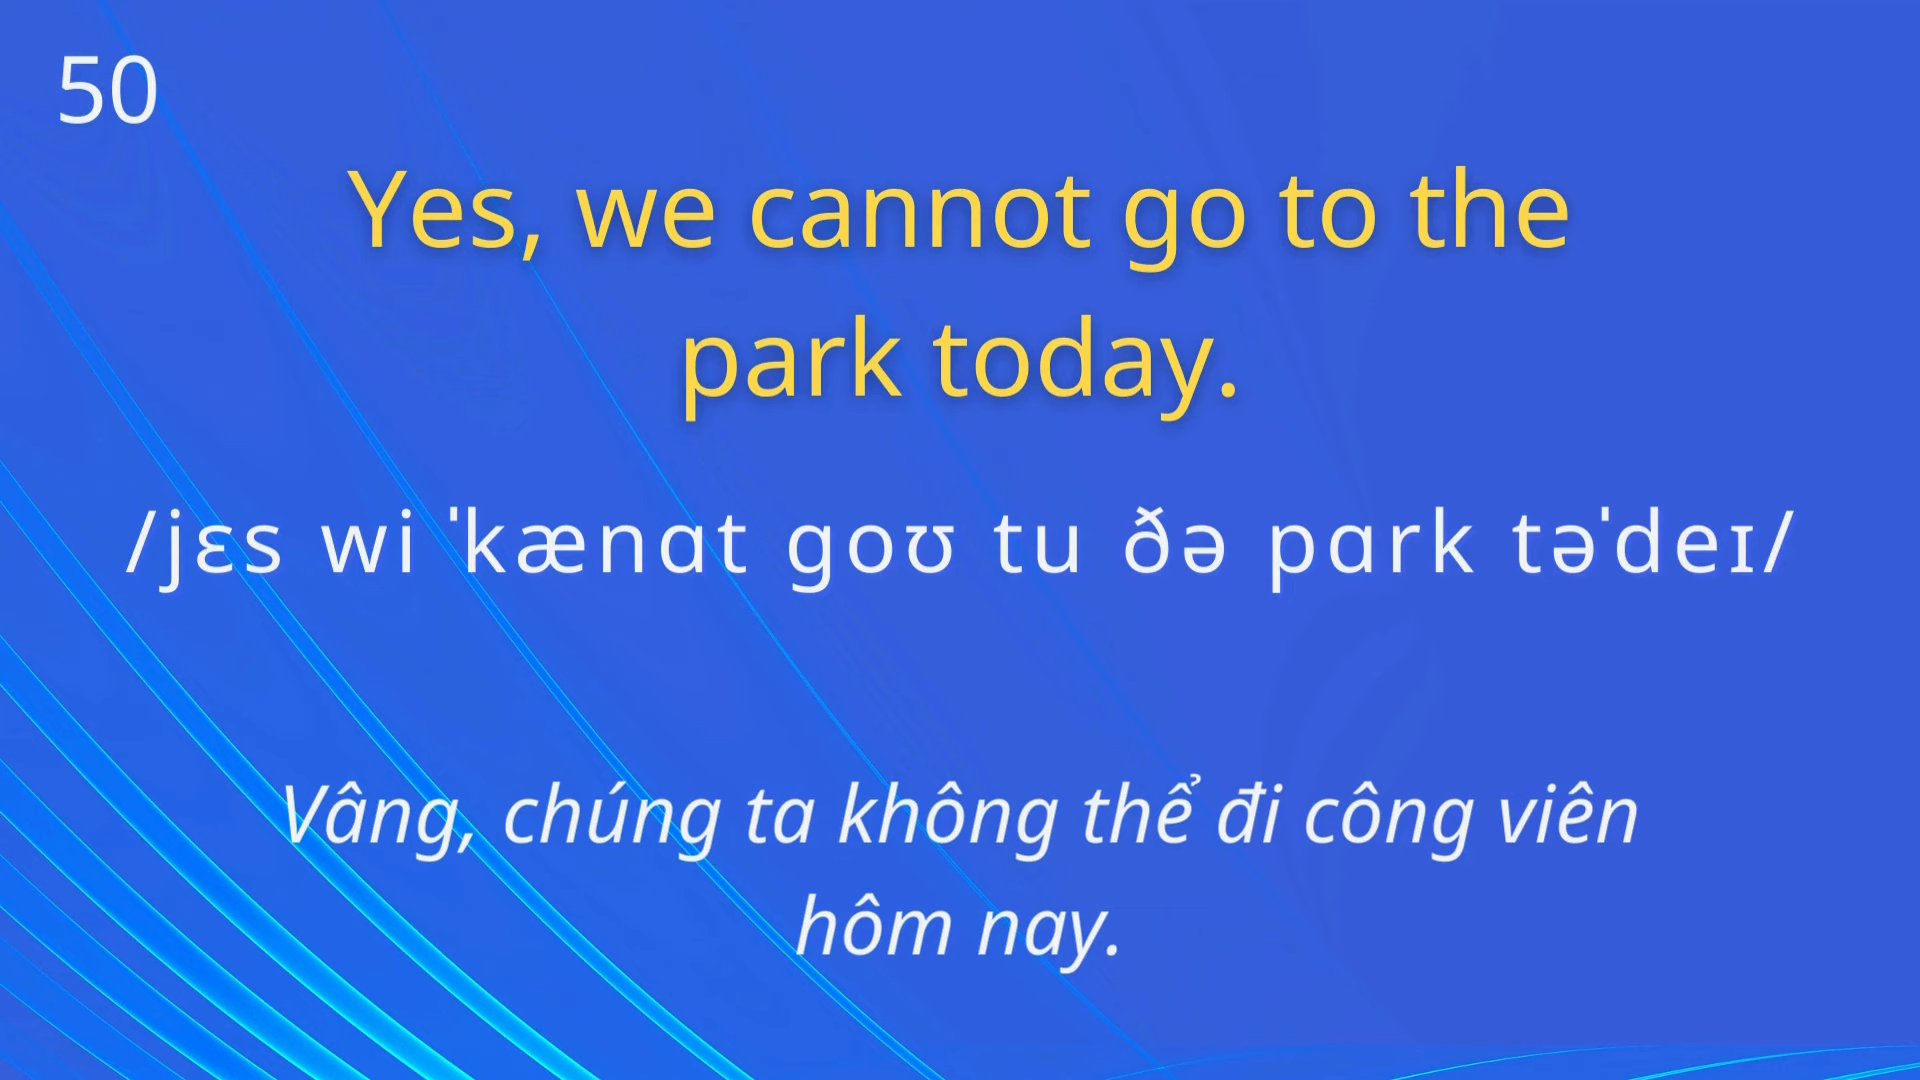 50
Yes, we cannot go to the
park today.
/jɛs wi ˈkænɑt goʊ tu ðə pɑrk təˈdeɪ/
Vâng, chúng ta không thể đi công viên
hôm nay.